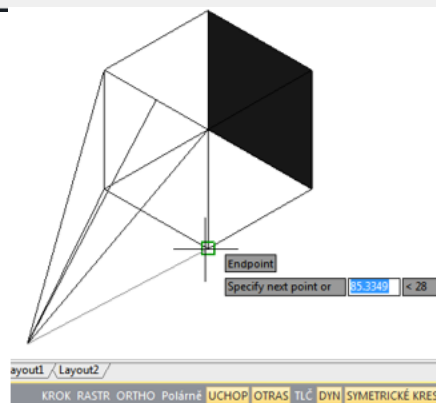 Endpoint
Specify next point or 85.3349 < 28
ayout1 Layout2
KROK RASTR ORTHO Polárně UCHOP OTRAS TLČ DYN SYMETRICKÉ KRES